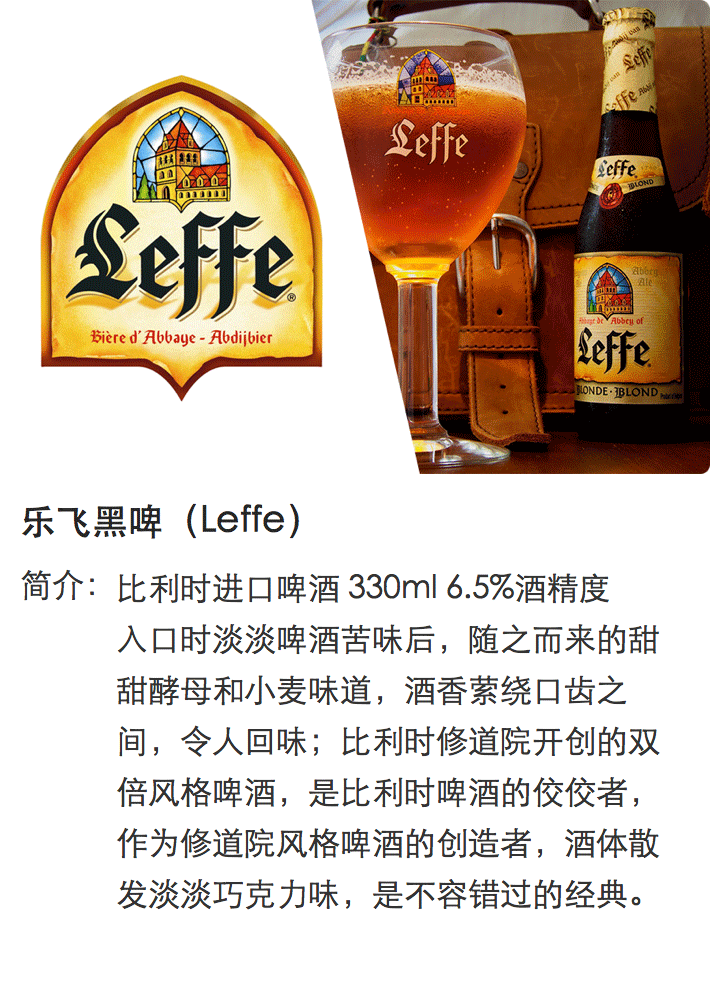 Leffe®
Bière d'Abbaye - Abdijbier
Leffe
Leffe
Leffe
BLOND
Abbey
Ale
Abbaye de Abbey of
Leffe
BLONDE·BLOND
乐飞黑啤（Leffe）
简介：比利时进口啤酒 330ml 6.5%酒精度
入口时淡淡啤酒苦味后，随之而来的甜
甜酵母和小麦味道，酒香萦绕口齿之
间，令人回味；比利时修道院开创的双
倍风格啤酒，是比利时啤酒的佼佼者，
作为修道院风格啤酒的创造者，酒体散
发淡淡巧克力味，是不容错过的经典。